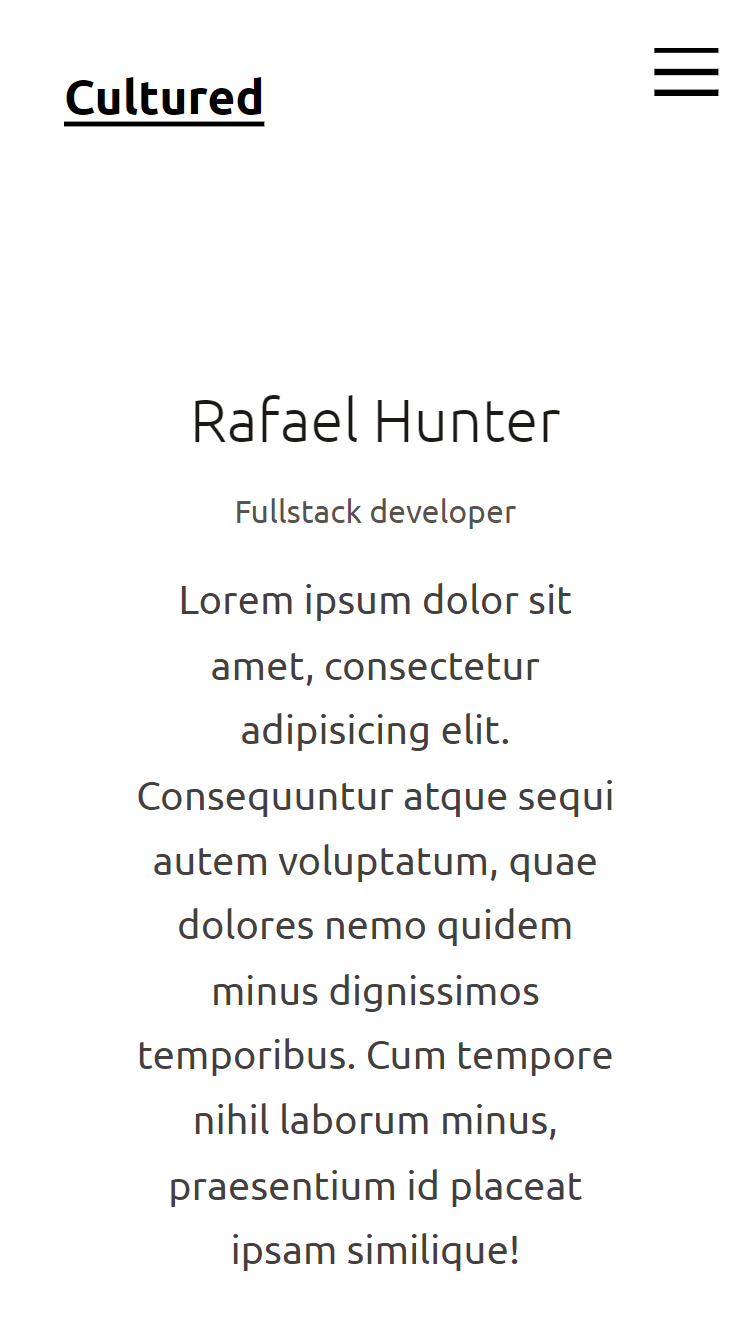 Cultured
Rafael Hunter
Fullstack developer
Lorem ipsum dolor sit
amet, consectetur
adipisicing elit.
Consequuntur atque sequi
autem voluptatum, quae
dolores nemo quidem
minus dignissimos
temporibus. Cum tempore
nihil laborum minus,
praesentium id placeat
ipsam similique!